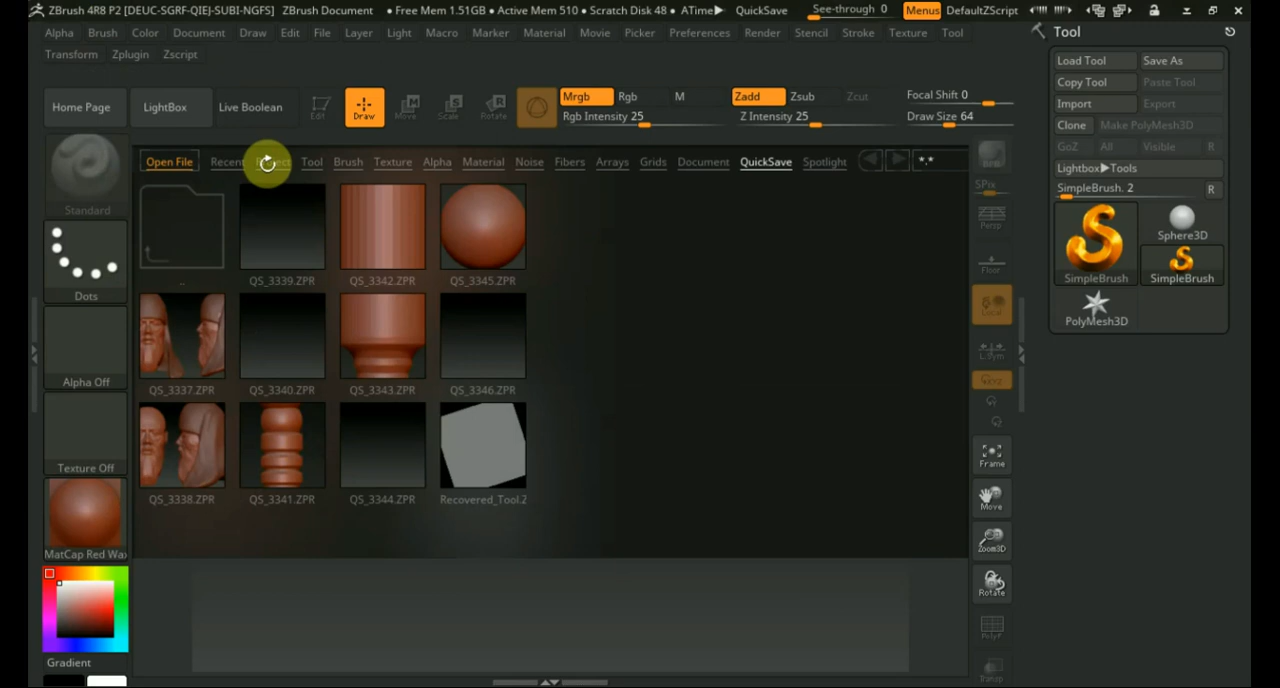 ZBrush 4R8 P2 [DEUC-SGRF-QIEJ-SUBI-NGFS] ZBrush Document • Free Mem 1.51GB • Active Mem 510 • Scratch Disk 48 • ATime▶ QuickSave See-through 0 Menus DefaultZScript
Alpha Brush Color Document Draw Edit File Layer Light Macro Marker Material Movie Picker Preferences Render Stencil Stroke Texture Tool
Transform Zplugin Zscript
Tool
Load Tool Save As
Copy Tool Paste Tool
Import Export
Clone Make PolyMesh3D
GoZ All Visible R
Lightbox▶Tools
SimpleBrush. 2 R
SimpleBrush Sphere3D
SimpleBrush
PolyMesh3D
Home Page LightBox Live Boolean Edit Draw Move Scale Rotate
Mrgb Rgb M
Rgb Intensity 25
Zadd Zsub Zcut
Z Intensity 25
Focal Shift 0
Draw Size 64
Open File Recent Tool Brush Texture Alpha Material Noise Fibers Arrays Grids Document QuickSave Spotlight *.*
.. QS_3339.ZPR QS_3342.ZPR QS_3345.ZPR
QS_3337.ZPR QS_3340.ZPR QS_3343.ZPR QS_3346.ZPR
QS_3338.ZPR QS_3341.ZPR QS_3344.ZPR Recovered_Tool.Z
Standard
Dots
Alpha Off
Texture Off
MatCap Red Wax
Gradient
BPR
SPix
Persp
Floor
Local
L.Sym
Frame
Move
Zoom3D
Rotate
PolyF
Transp